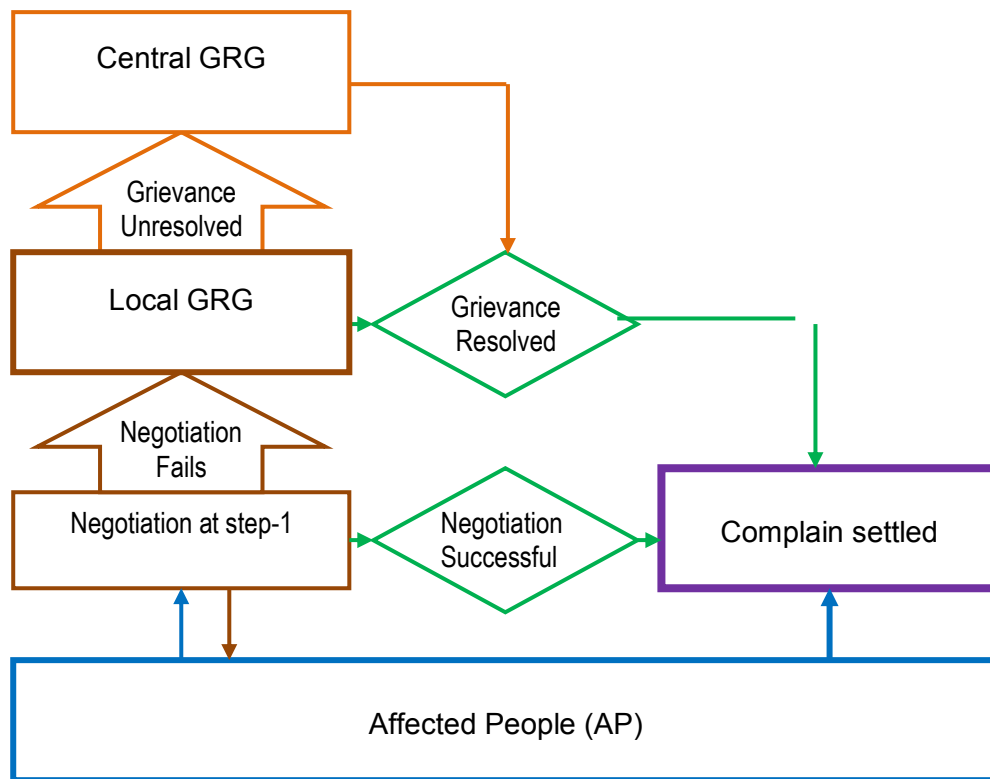 Central GRG
Grievance
Unresolved
Local GRG
Grievance
Resolved
Negotiation
Fails
Negotiation at step-1
Negotiation
Successful
Complain settled
Affected People (AP)